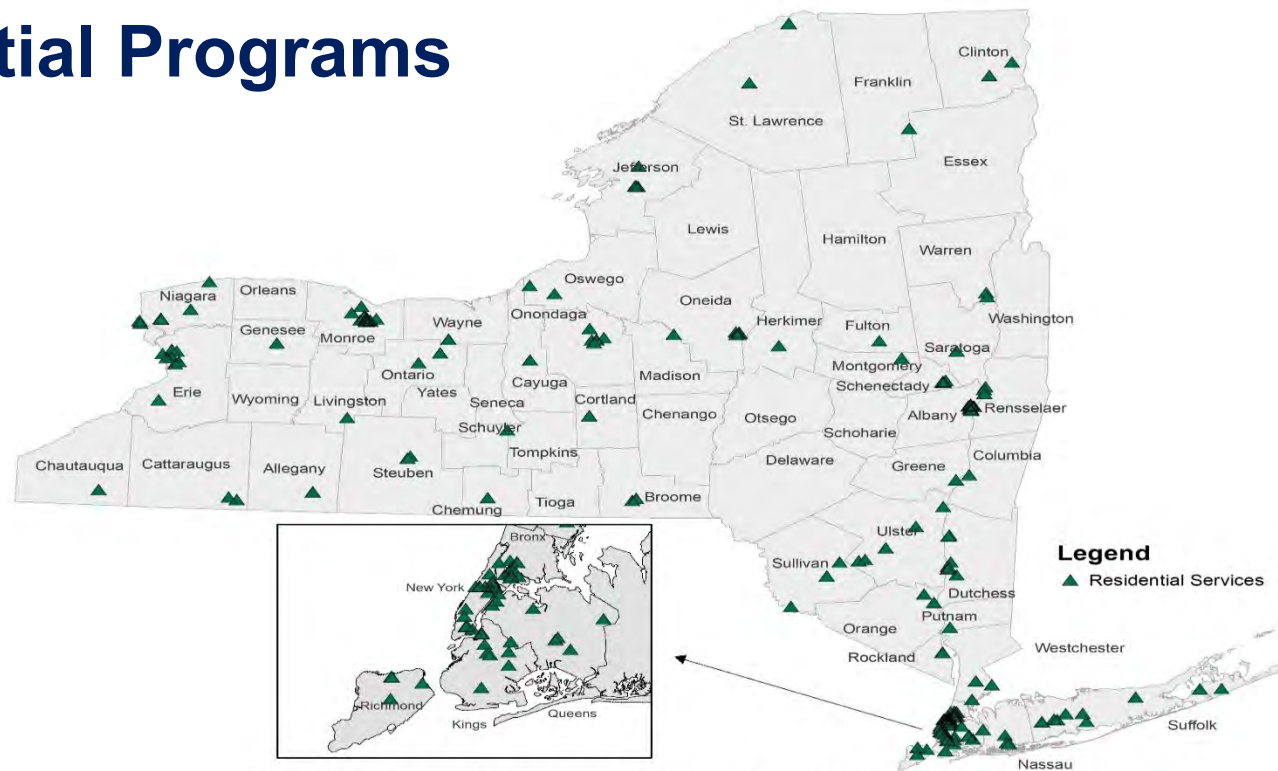 tial Programs
Clinton
Franklin
St. Lawrence
Essex
Jefferson
Lewis
Hamilton
Warren
Oswego
Niagara
Orleans
Oneida
Washington
Onondaga
Herkimer
Fulton
Wayne
Genesee
Monroe
Saratoga
Montgomery
Ontario
Madison
Schenectady
Cayuga
Erie
Wyoming
Livingston
Yates
Seneca
Cortland
Chenango
Otsego
Albany
Rensselaer
Schuyler
Schoharie
Tompkins
Columbia
Delaware
Greene
Chautauqua
Cattaraugus
Allegany
Steuben
Chemung
Tioga
Broome
Ulster
Bronx
Legend
Sullivan
Residential Services
New York
Dutchess
Putnam
Orange
Westchester
Rockland
Richmond
Kings
Queens
Suffolk
Nassau